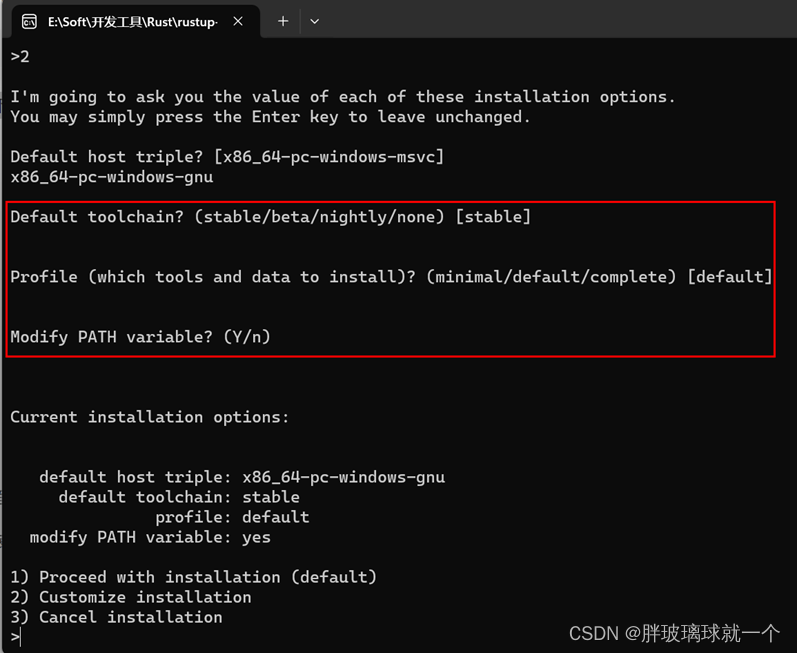 E:\Soft\开发工具\Rust\rustup-
>2
I'm going to ask you the value of each of these installation options.
You may simply press the Enter key to leave unchanged.
Default host triple? [x86_64-pc-windows-msvc]
x86_64-pc-windows-gnu
Default toolchain? (stable/beta/nightly/none) [stable]
Profile (which tools and data to install)? (minimal/default/complete) [default]
Modify PATH variable? (Y/n)
Current installation options:
default host triple: x86_64-pc-windows-gnu
default toolchain: stable
profile: default
modify PATH variable: yes
1) Proceed with installation (default)
2) Customize installation
3) Cancel installation
>
CSDN @胖玻璃球就一个